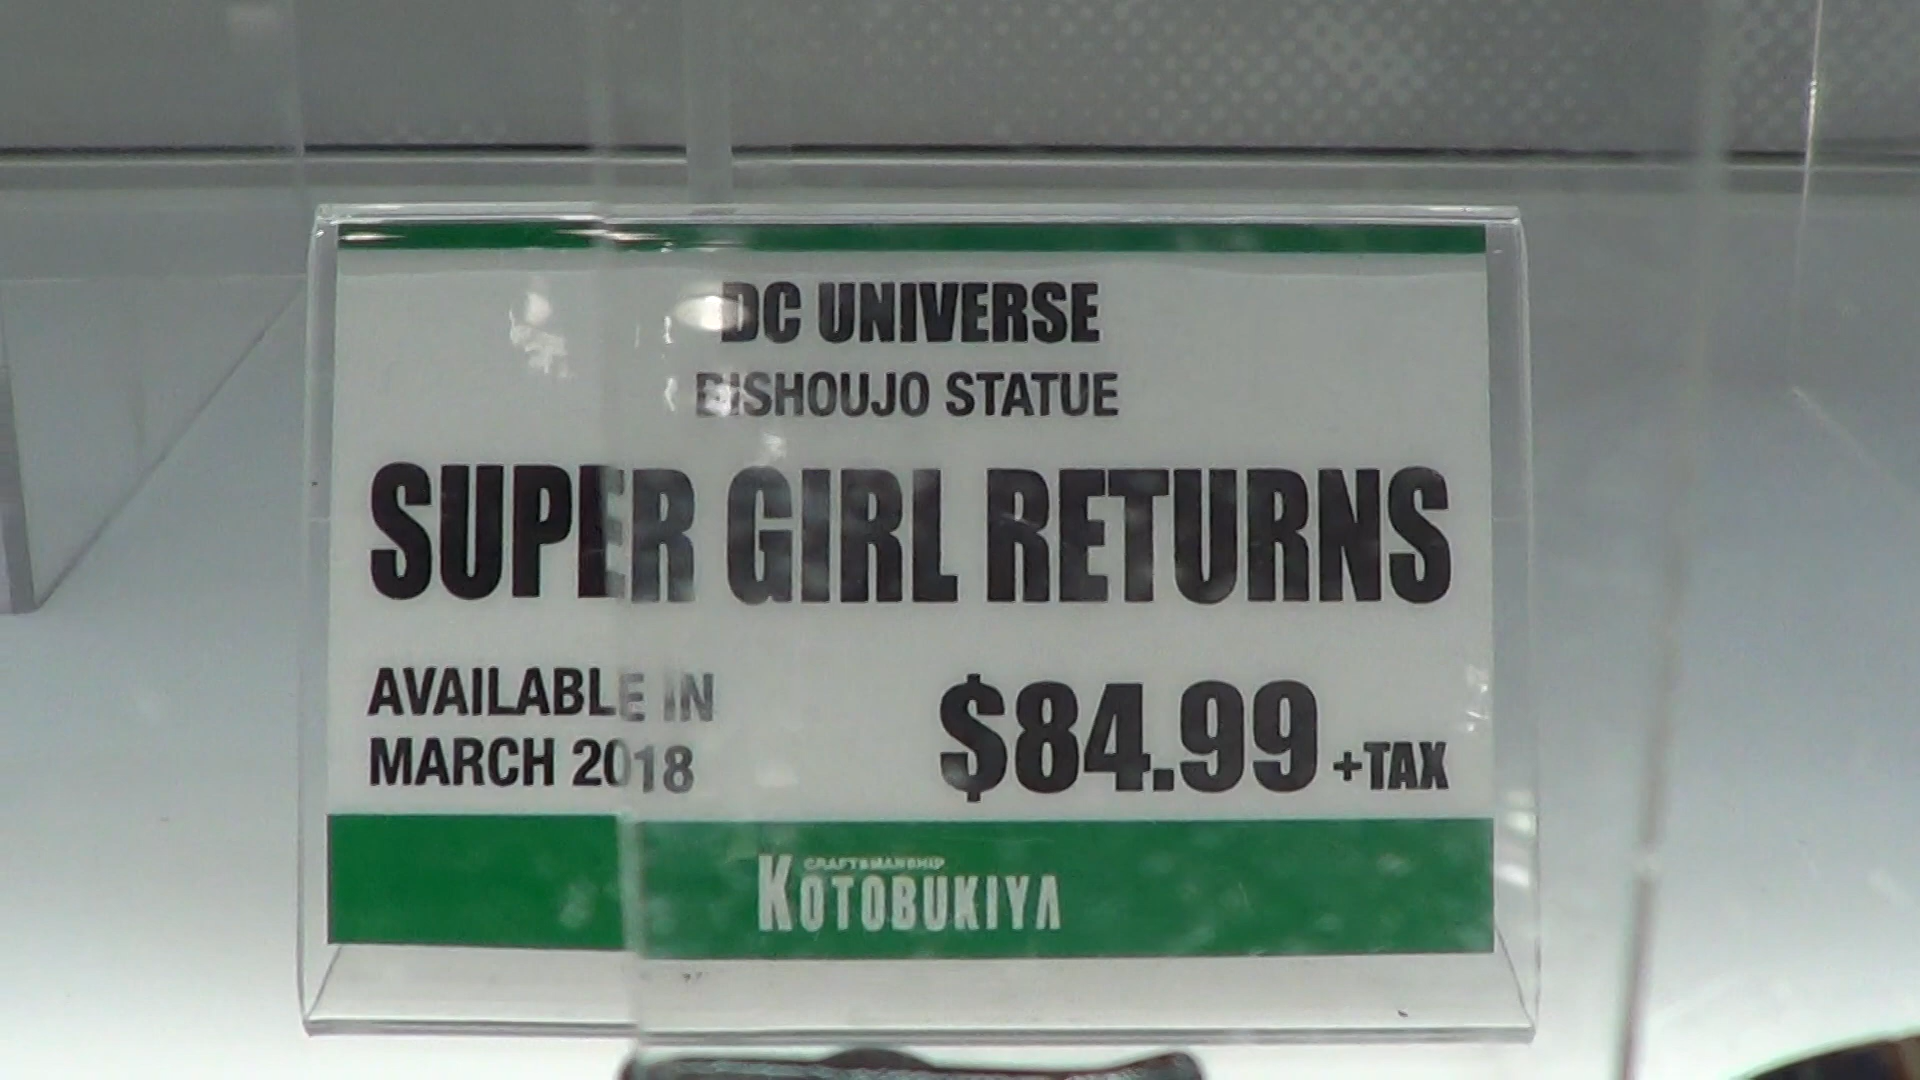 DC UNIVERSE
BISHOUJO STATUE
SUPER GIRL RETURNS
AVAILABLE IN
MARCH 2018
$84.99 +TAX
CRAFTSMANSHIP
KOTOBUKIYA